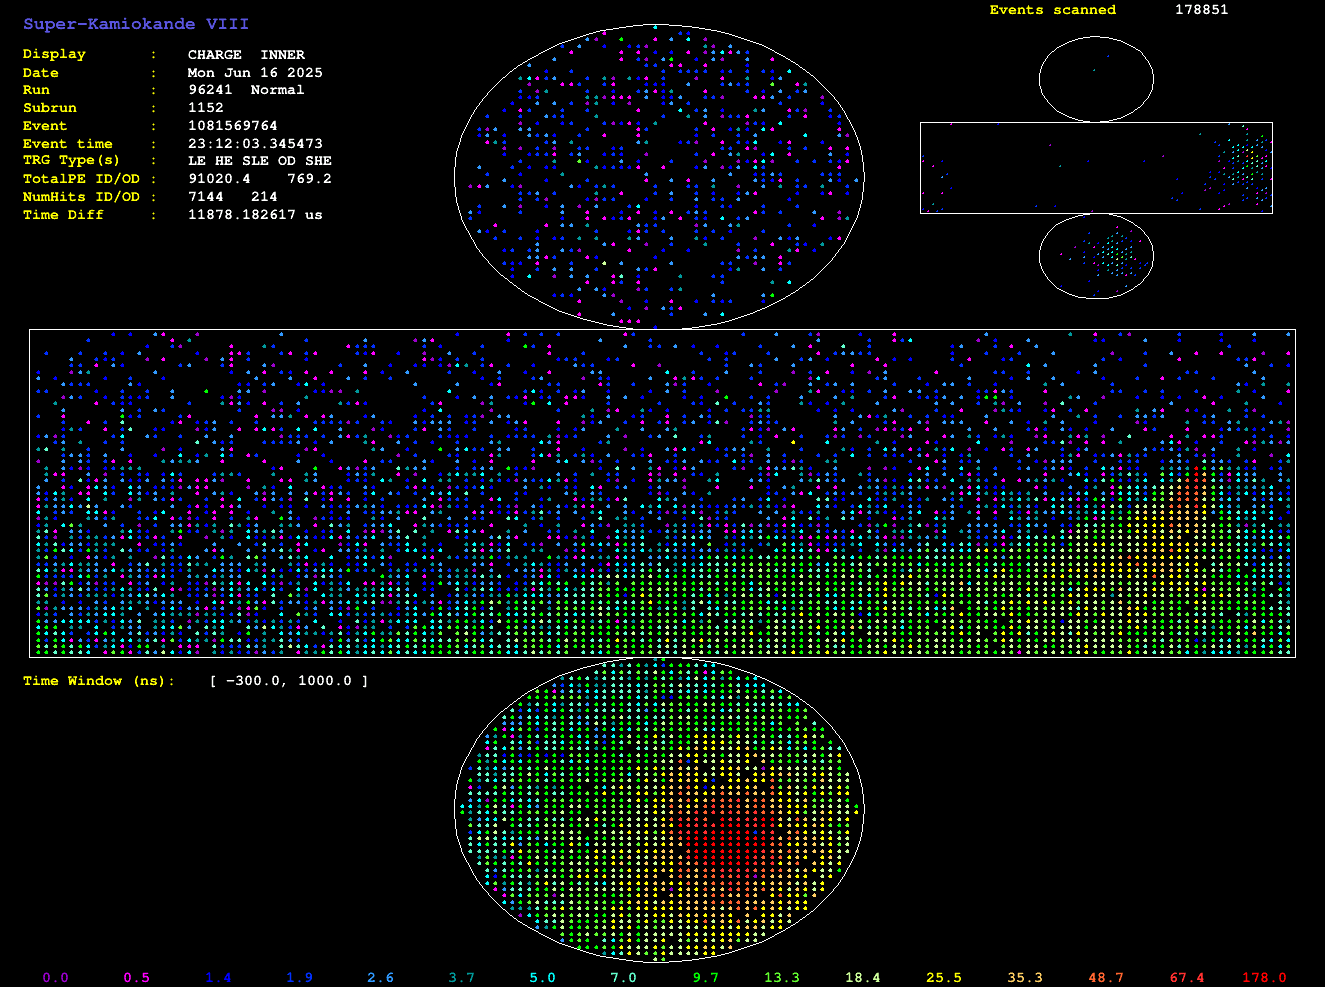 Super-Kamiokande VIII
Display : CHARGE INNER
Date : Mon Jun 16 2025
Run : 96241 Normal
Subrun : 1152
Event : 1081569764
Event time : 23:12:03.345473
TRG Type(s) : LE HE SLE OD SHE
TotalPE ID/OD : 91020.4 769.2
NumHits ID/OD : 7144 214
Time Diff : 11878.182617 us
Events scanned 178851
Time Window (ns): [ -300.0, 1000.0 ]
0.0 0.5 1.4 1.9 2.6 3.7 5.0 7.0 9.7 13.3 18.4 25.5 35.3 48.7 67.4 178.0